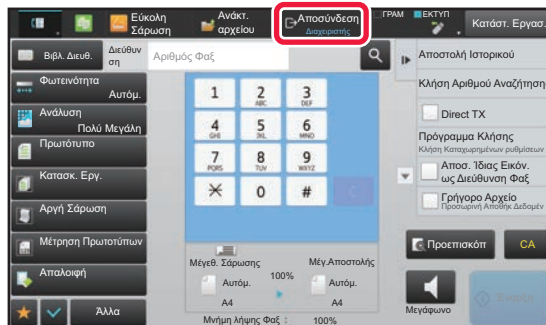 Εύκολη Σάρωση
Ανάκτ. αρχείου
Αποσύνδεση
Διαχειριστής
ΓΡΑΜ
ΕΚΤΥΠ
Κατάστ. Εργασ.
Βιβλ. Διευθ.
Διεύθυνση
Αριθμός Φαξ
Αποστολή Ιστορικού
Φωτεινότητα
Αυτόμ.
Κλήση Αριθμού Αναζήτηση
Ανάλυση
Πολύ Μεγάλη
Direct TX
Πρωτότυπο
Πρόγραμμα Κλήσης
Κλήση Καταχωρημένων ρυθμίσεων
Κατασκ. Εργ.
Αποσ. Ίδιας Εικόν.
ως Διεύθυνση Φαξ
Αργή Σάρωση
Γρήγορο Αρχείο
Προσωρινή Αποθήκ Δεδομέν
Μέτρηση Πρωτοτύπων
Απαλοιφή
Άλλα
1
2 ABC
3 DEF
4 GHI
5 JKL
6 MNO
7 PQRS
8 TUV
9 WXYZ
0
#
C
Μέγεθ. Σάρωσης
Μέγ.Αποστολής
100%
Αυτόμ.
Αυτόμ.
A4
A4
Μνήμη λήψης Φαξ : 100%
Προεπισκόπ
CA
Μεγάφωνο
Έναρξη